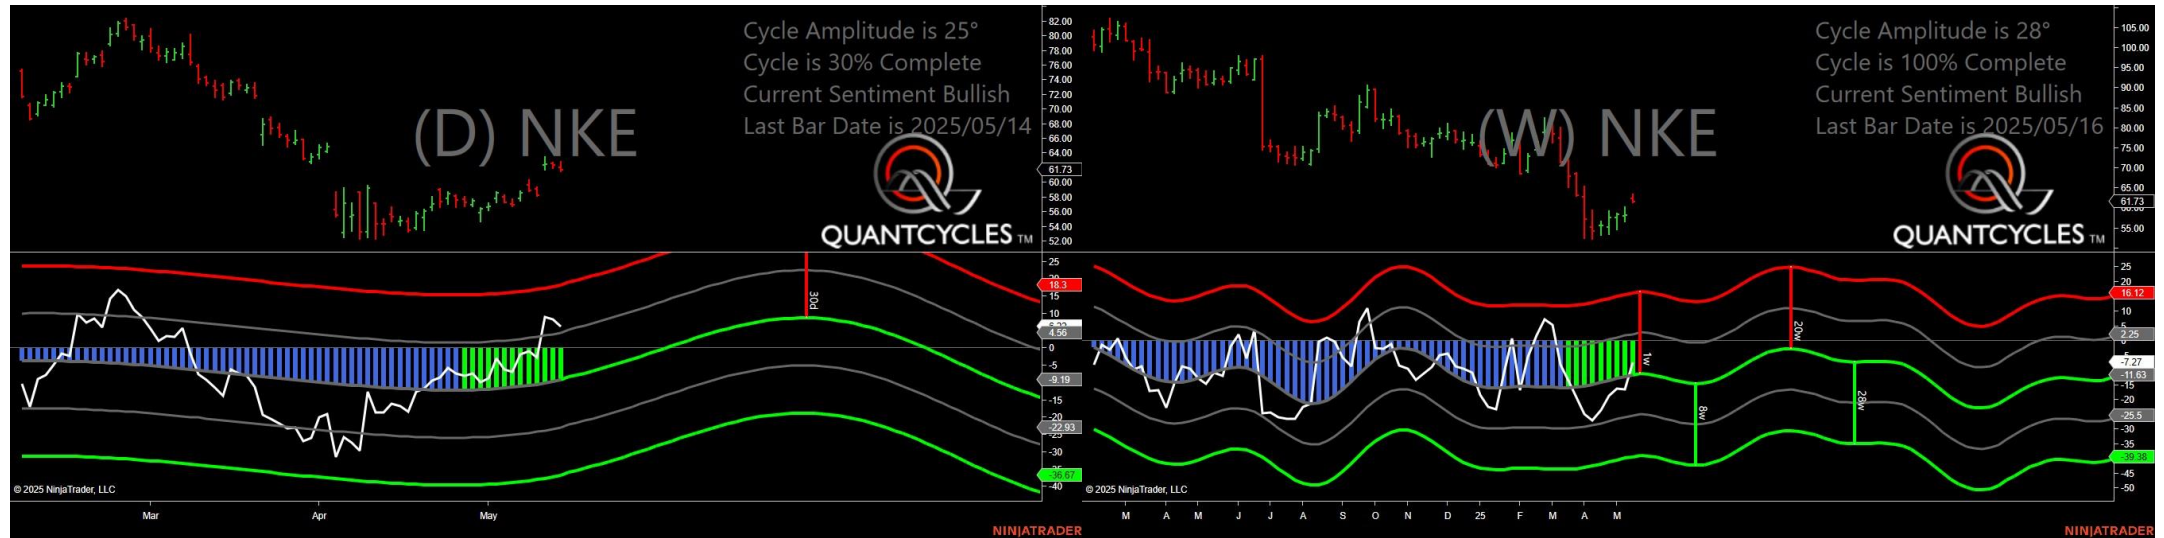 Cycle Amplitude is 25°
Cycle is 30% Complete
Current Sentiment Bullish
Last Bar Date is 2025/05/14
(D) NKE
QUANTCYCLES TM
82.00
80.00
78.00
76.00
74.00
72.00
70.00
68.00
66.00
64.00
61.73
60.00
58.00
56.00
54.00
52.00
25
18.3
15
10
4.56
0
-5
-9.19
-15
-20
-22.93
-25
-30
-35
-36.67
-40
30d
© 2025 NinjaTrader, LLC
Mar
Apr
May
NINJATRADER
Cycle Amplitude is 28°
Cycle is 100% Complete
Current Sentiment Bullish
Last Bar Date is 2025/05/16
(W) NKE
QUANTCYCLES TM
105.00
100.00
95.00
90.00
85.00
80.00
75.00
70.00
65.00
61.73
55.00
25
20
16.12
10
5
2.25
0
-5
-7.27
-11.63
-15
-20
-25.5
-30
-35
-39.38
-45
-50
1w
8w
20w
28w
© 2025 NinjaTrader, LLC
M
A
M
J
J
A
S
O
N
D
25
F
M
A
M
NINJATRADER